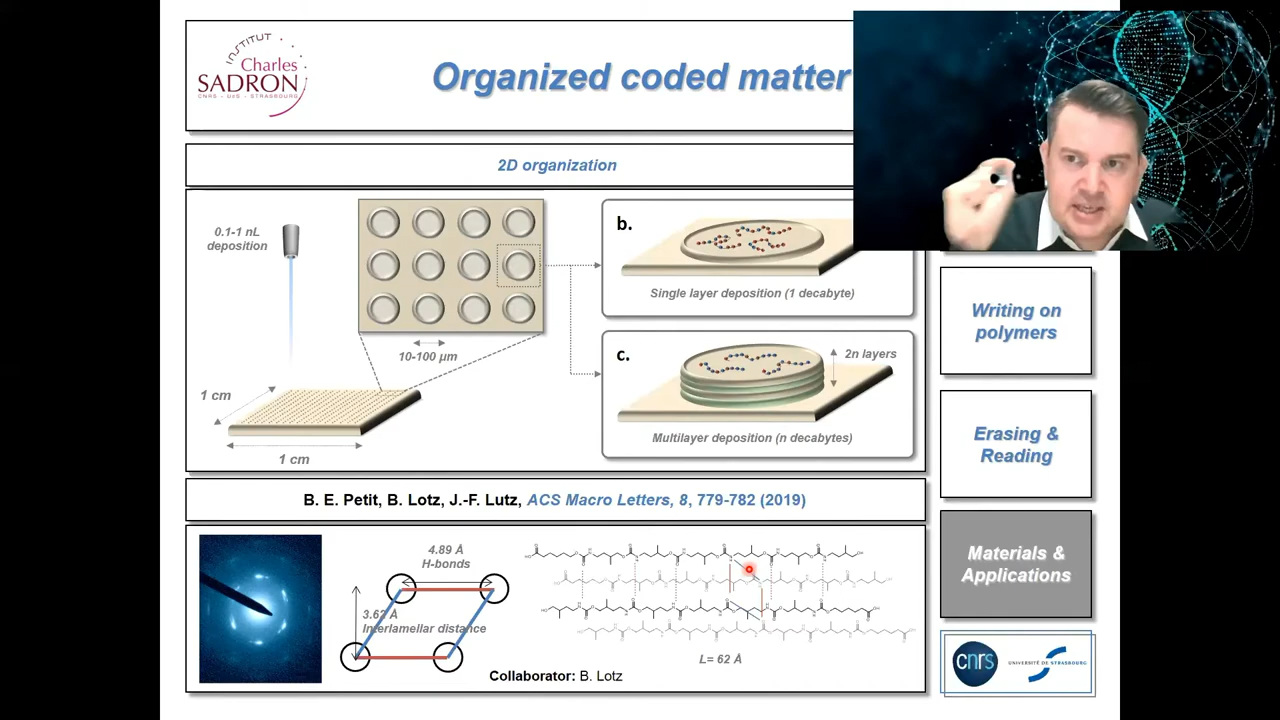 INSTITUT
Charles
SADRON
CNRS - UdS - STRASBOURG
Organized coded matter
2D organization
0.1-1 nL
deposition
10-100 µm
1 cm
1 cm
b.
Single layer deposition (1 decabyte)
c.
2n layers
Multilayer deposition (n decabytes)
B. E. Petit, B. Lotz, J.-F. Lutz, ACS Macro Letters, 8, 779-782 (2019)
4.89 Å
H-bonds
3.62 Å
Interlamellar distance
L= 62 Å
Collaborator: B. Lotz
Writing on
polymers
Erasing &
Reading
Materials &
Applications
cnrs
UNIVERSITÉ DE STRASBOURG